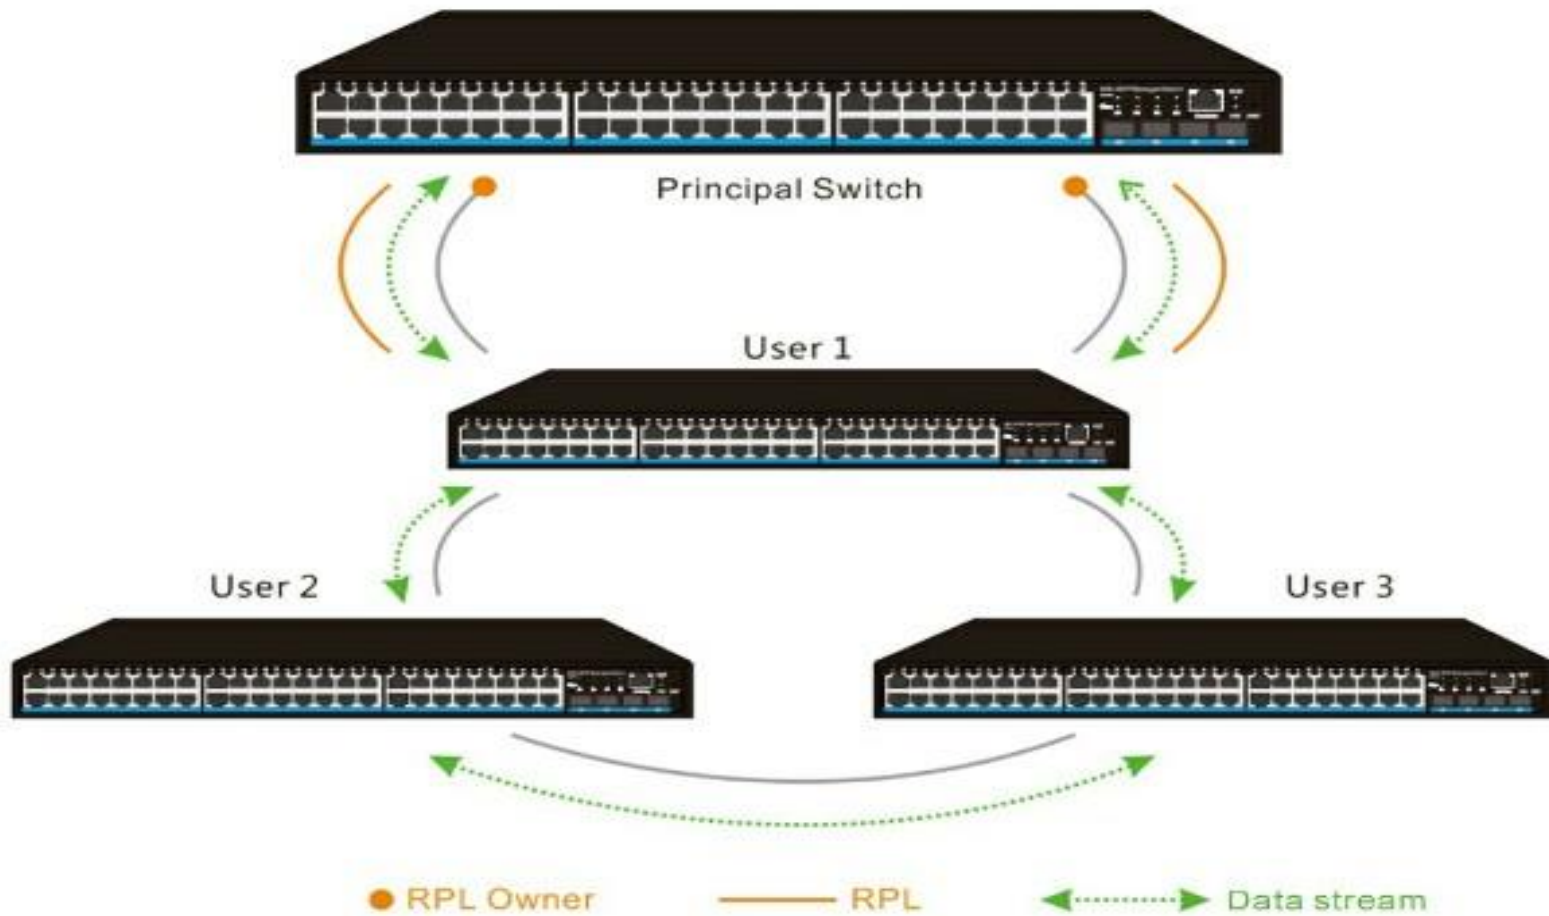 Principal Switch
User 1
User 2
User 3
RPL Owner
RPL
Data stream